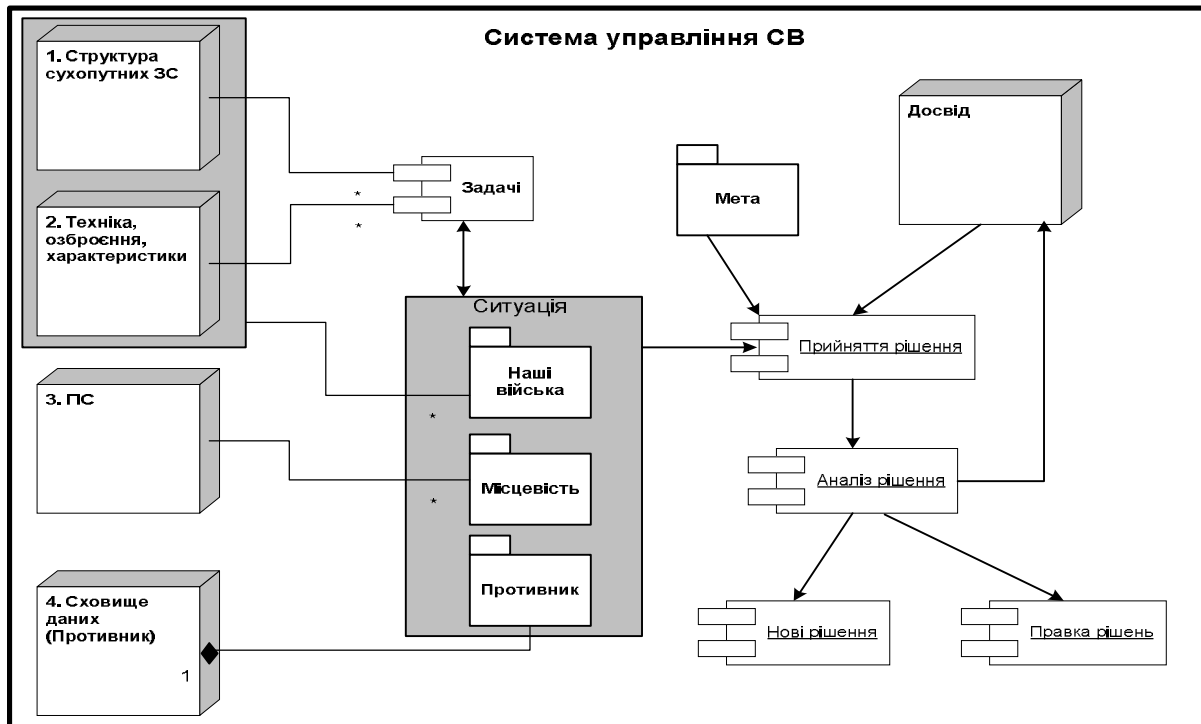 Система управління СВ
1. Структура
сухопутних ЗС
2. Техніка,
озброєння,
характеристики
3. ПС
4. Сховище
даних
(Противник)
1
*
*
Задачі
Ситуація
Наші
війська
*
Місцевість
*
Противник
Мета
Досвід
Прийняття рішення
Аналіз рішення
Нові рішення
Правка рішень